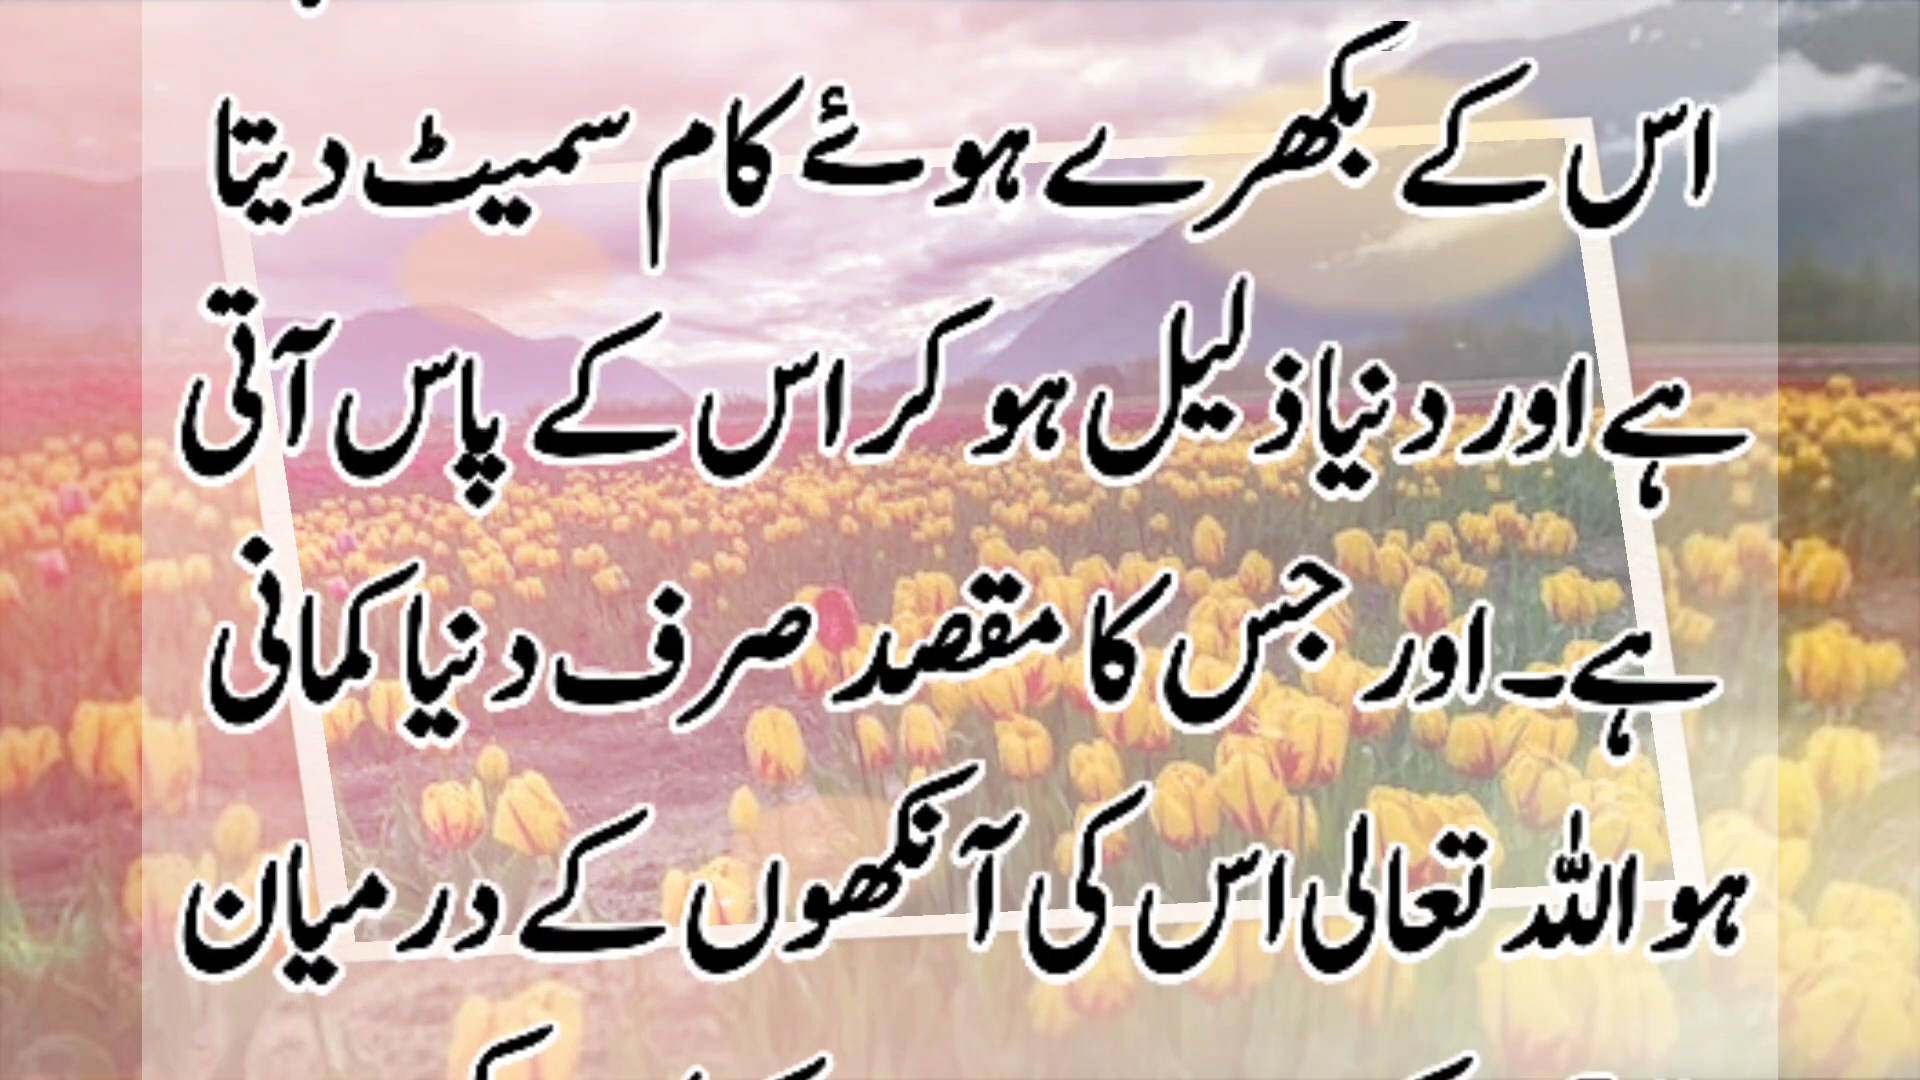 اس کے بکھرے ہوئے کام سمیٹ دیتا
ہے اور دنیا ذلیل ہو کر اس کے پاس آتی
ہے۔ اور جس کا مقصد صرف دنیا کمانی
ہو اللہ تعالی اس کی آنکھوں کے درمیان